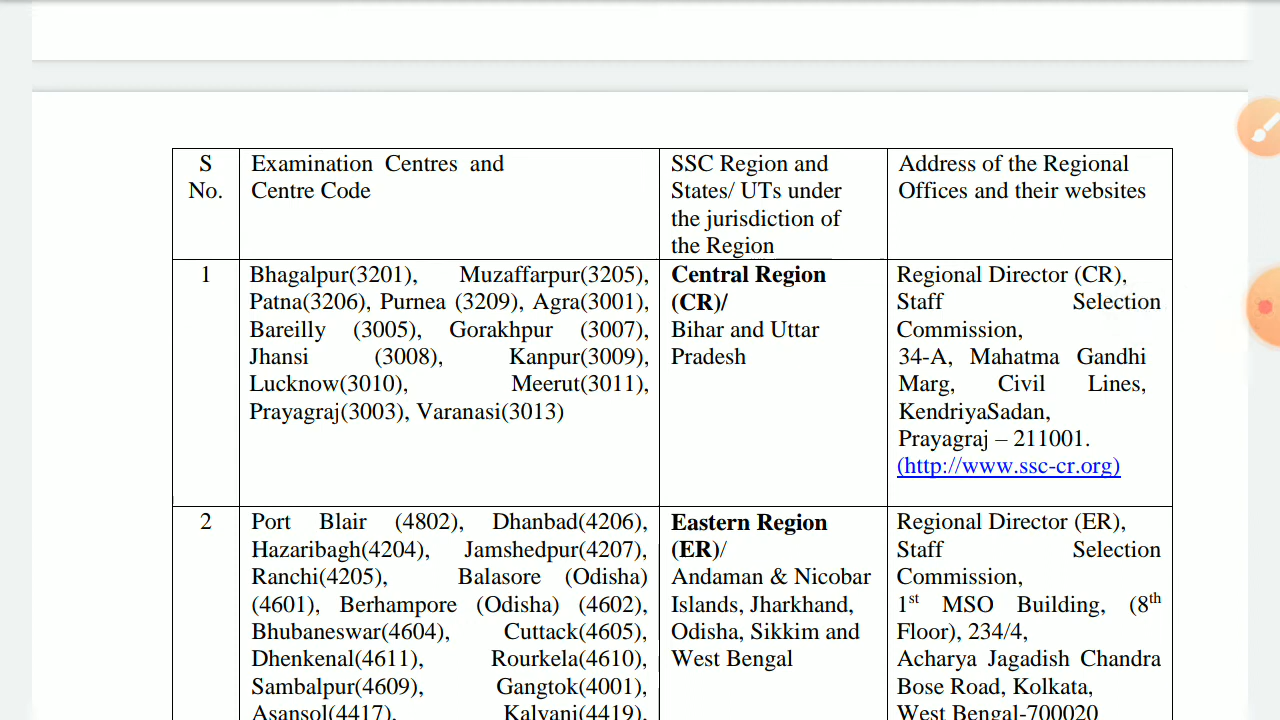 S No.
Examination Centres and
Centre Code
SSC Region and
States/ UTs under
the jurisdiction of
the Region
Address of the Regional
Offices and their websites
1
Bhagalpur(3201), Muzaffarpur(3205),
Patna(3206), Purnea (3209), Agra(3001),
Bareilly (3005), Gorakhpur (3007),
Jhansi (3008), Kanpur(3009),
Lucknow(3010), Meerut(3011),
Prayagraj(3003), Varanasi(3013)
Central Region
(CR)/
Bihar and Uttar
Pradesh
Regional Director (CR),
Staff Selection
Commission,
34-A, Mahatma Gandhi
Marg, Civil Lines,
KendriyaSadan,
Prayagraj – 211001.
(http://www.ssc-cr.org)
2
Port Blair (4802), Dhanbad(4206),
Hazaribagh(4204), Jamshedpur(4207),
Ranchi(4205), Balasore (Odisha)
(4601), Berhampore (Odisha) (4602),
Bhubaneswar(4604), Cuttack(4605),
Dhenkenal(4611), Rourkela(4610),
Sambalpur(4609), Gangtok(4001),
Asansol(4417), Kalyani(4419),
Eastern Region
(ER)/
Andaman & Nicobar
Islands, Jharkhand,
Odisha, Sikkim and
West Bengal
Regional Director (ER),
Staff Selection
Commission,
1st MSO Building, (8th
Floor), 234/4,
Acharya Jagadish Chandra
Bose Road, Kolkata,
West Bengal-700020